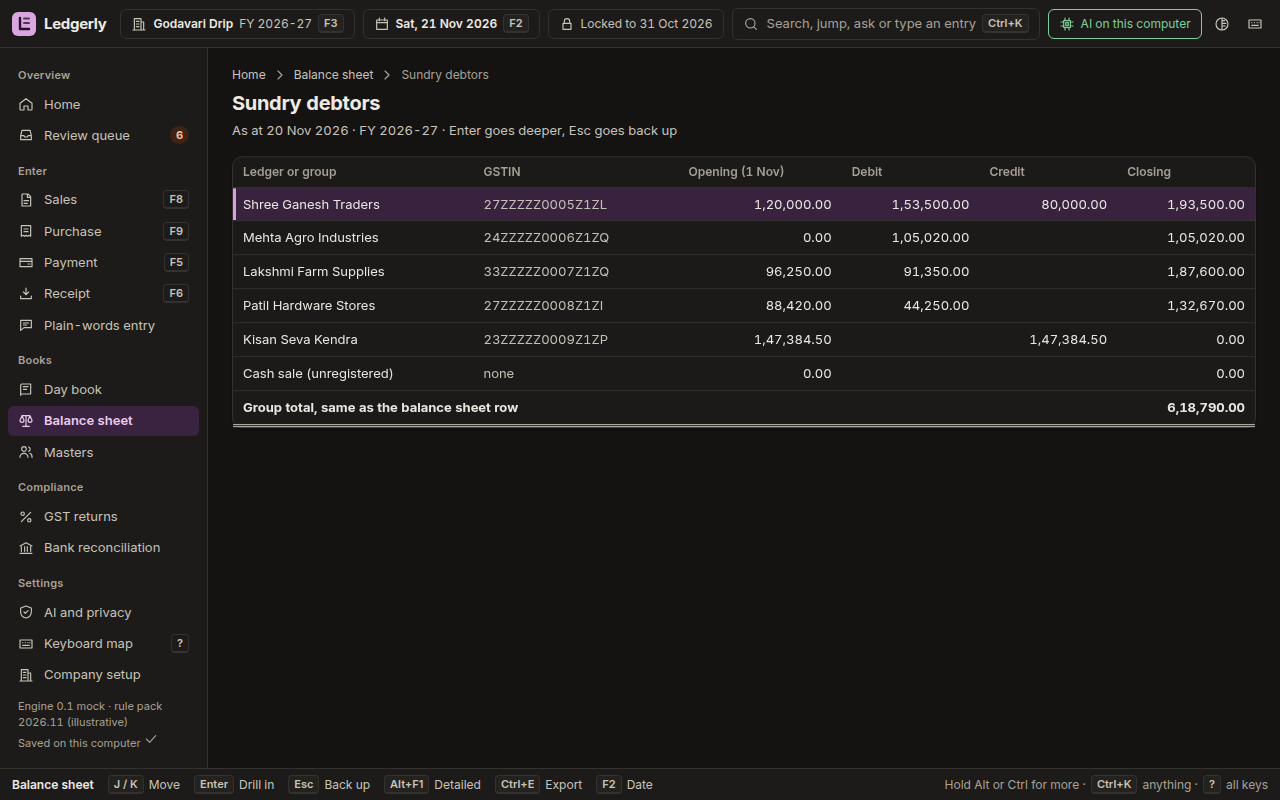 Ledgerly
Godavari Drip FY 2026-27 F3
Sat, 21 Nov 2026 F2
Locked to 31 Oct 2026
Search, jump, ask or type an entry Ctrl+K
AI on this computer
Overview
Home
Review queue 6
Enter
Sales F8
Purchase F9
Payment F5
Receipt F6
Plain-words entry
Books
Day book
Balance sheet
Masters
Compliance
GST returns
Bank reconciliation
Settings
AI and privacy
Keyboard map ?
Company setup
Engine 0.1 mock · rule pack
2026.11 (illustrative)
Saved on this computer
Home > Balance sheet > Sundry debtors
Sundry debtors
As at 20 Nov 2026 · FY 2026-27 · Enter goes deeper, Esc goes back up
Ledger or group GSTIN Opening (1 Nov) Debit Credit Closing
Shree Ganesh Traders 27ZZZZZ0005Z1ZL 1,20,000.00 1,53,500.00 80,000.00 1,93,500.00
Mehta Agro Industries 24ZZZZZ0006Z1ZQ 0.00 1,05,020.00 1,05,020.00
Lakshmi Farm Supplies 33ZZZZZ0007Z1ZQ 96,250.00 91,350.00 1,87,600.00
Patil Hardware Stores 27ZZZZZ0008Z1ZI 88,420.00 44,250.00 1,32,670.00
Kisan Seva Kendra 23ZZZZZ0009Z1ZP 1,47,384.50 1,47,384.50 0.00
Cash sale (unregistered) none 0.00 0.00
Group total, same as the balance sheet row 6,18,790.00
Balance sheet J / K Move Enter Drill in Esc Back up Alt+F1 Detailed Ctrl+E Export F2 Date
Hold Alt or Ctrl for more · Ctrl+K anything · ? all keys